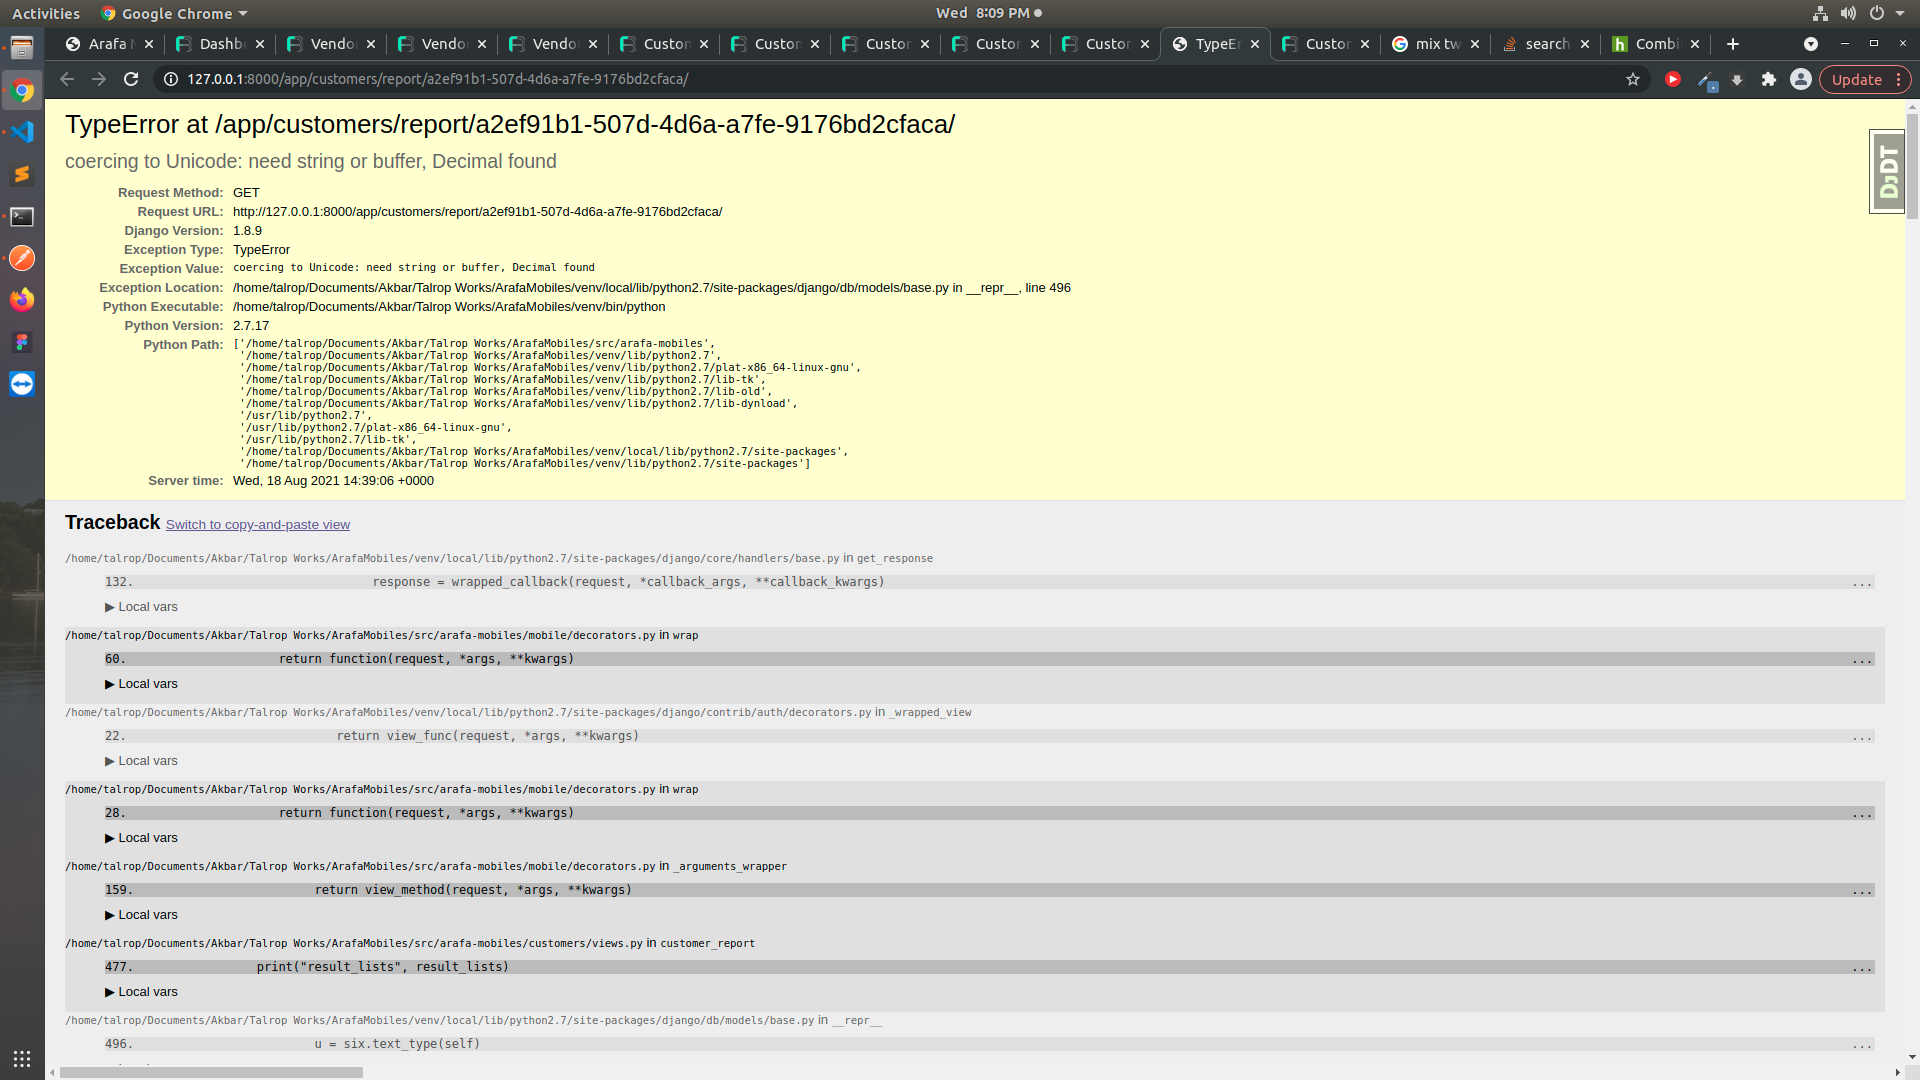 Activities Google Chrome Wed 8:09 PM
Arafa M Dashbo Vendo Vendo Vendo Custom Custom Custom Custom Custom TypeEr Custom mix tw search Combi
127.0.0.1:8000/app/customers/report/a2ef91b1-507d-4d6a-a7fe-9176bd2cfaca/ Update
TypeError at /app/customers/report/a2ef91b1-507d-4d6a-a7fe-9176bd2cfaca/
coercing to Unicode: need string or buffer, Decimal found
DJDT
Request Method: GET
Request URL: http://127.0.0.1:8000/app/customers/report/a2ef91b1-507d-4d6a-a7fe-9176bd2cfaca/
Django Version: 1.8.9
Exception Type: TypeError
Exception Value: coercing to Unicode: need string or buffer, Decimal found
Exception Location: /home/talrop/Documents/Akbar/Talrop Works/ArafaMobiles/venv/local/lib/python2.7/site-packages/django/db/models/base.py in __repr__, line 496
Python Executable: /home/talrop/Documents/Akbar/Talrop Works/ArafaMobiles/venv/bin/python
Python Version: 2.7.17
Python Path: ['/home/talrop/Documents/Akbar/Talrop Works/ArafaMobiles/src/arafa-mobiles',
'/home/talrop/Documents/Akbar/Talrop Works/ArafaMobiles/venv/lib/python2.7',
'/home/talrop/Documents/Akbar/Talrop Works/ArafaMobiles/venv/lib/python2.7/plat-x86_64-linux-gnu',
'/home/talrop/Documents/Akbar/Talrop Works/ArafaMobiles/venv/lib/python2.7/lib-tk',
'/home/talrop/Documents/Akbar/Talrop Works/ArafaMobiles/venv/lib/python2.7/lib-old',
'/home/talrop/Documents/Akbar/Talrop Works/ArafaMobiles/venv/lib/python2.7/lib-dynload',
'/usr/lib/python2.7',
'/usr/lib/python2.7/plat-x86_64-linux-gnu',
'/usr/lib/python2.7/lib-tk',
'/home/talrop/Documents/Akbar/Talrop Works/ArafaMobiles/venv/local/lib/python2.7/site-packages',
'/home/talrop/Documents/Akbar/Talrop Works/ArafaMobiles/venv/lib/python2.7/site-packages']
Server time: Wed, 18 Aug 2021 14:39:06 +0000
Traceback Switch to copy-and-paste view
/home/talrop/Documents/Akbar/Talrop Works/ArafaMobiles/venv/local/lib/python2.7/site-packages/django/core/handlers/base.py in get_response
132. response = wrapped_callback(request, *callback_args, **callback_kwargs) ...
▶ Local vars
/home/talrop/Documents/Akbar/Talrop Works/ArafaMobiles/src/arafa-mobiles/mobile/decorators.py in wrap
60. return function(request, *args, **kwargs) ...
▶ Local vars
/home/talrop/Documents/Akbar/Talrop Works/ArafaMobiles/venv/local/lib/python2.7/site-packages/django/contrib/auth/decorators.py in _wrapped_view
22. return view_func(request, *args, **kwargs) ...
▶ Local vars
/home/talrop/Documents/Akbar/Talrop Works/ArafaMobiles/src/arafa-mobiles/mobile/decorators.py in wrap
28. return function(request, *args, **kwargs) ...
▶ Local vars
/home/talrop/Documents/Akbar/Talrop Works/ArafaMobiles/src/arafa-mobiles/mobile/decorators.py in _arguments_wrapper
159. return view_method(request, *args, **kwargs) ...
▶ Local vars
/home/talrop/Documents/Akbar/Talrop Works/ArafaMobiles/src/arafa-mobiles/customers/views.py in customer_report
477. print("result_lists", result_lists) ...
▶ Local vars
/home/talrop/Documents/Akbar/Talrop Works/ArafaMobiles/venv/local/lib/python2.7/site-packages/django/db/models/base.py in __repr__
496. u = six.text_type(self) ...